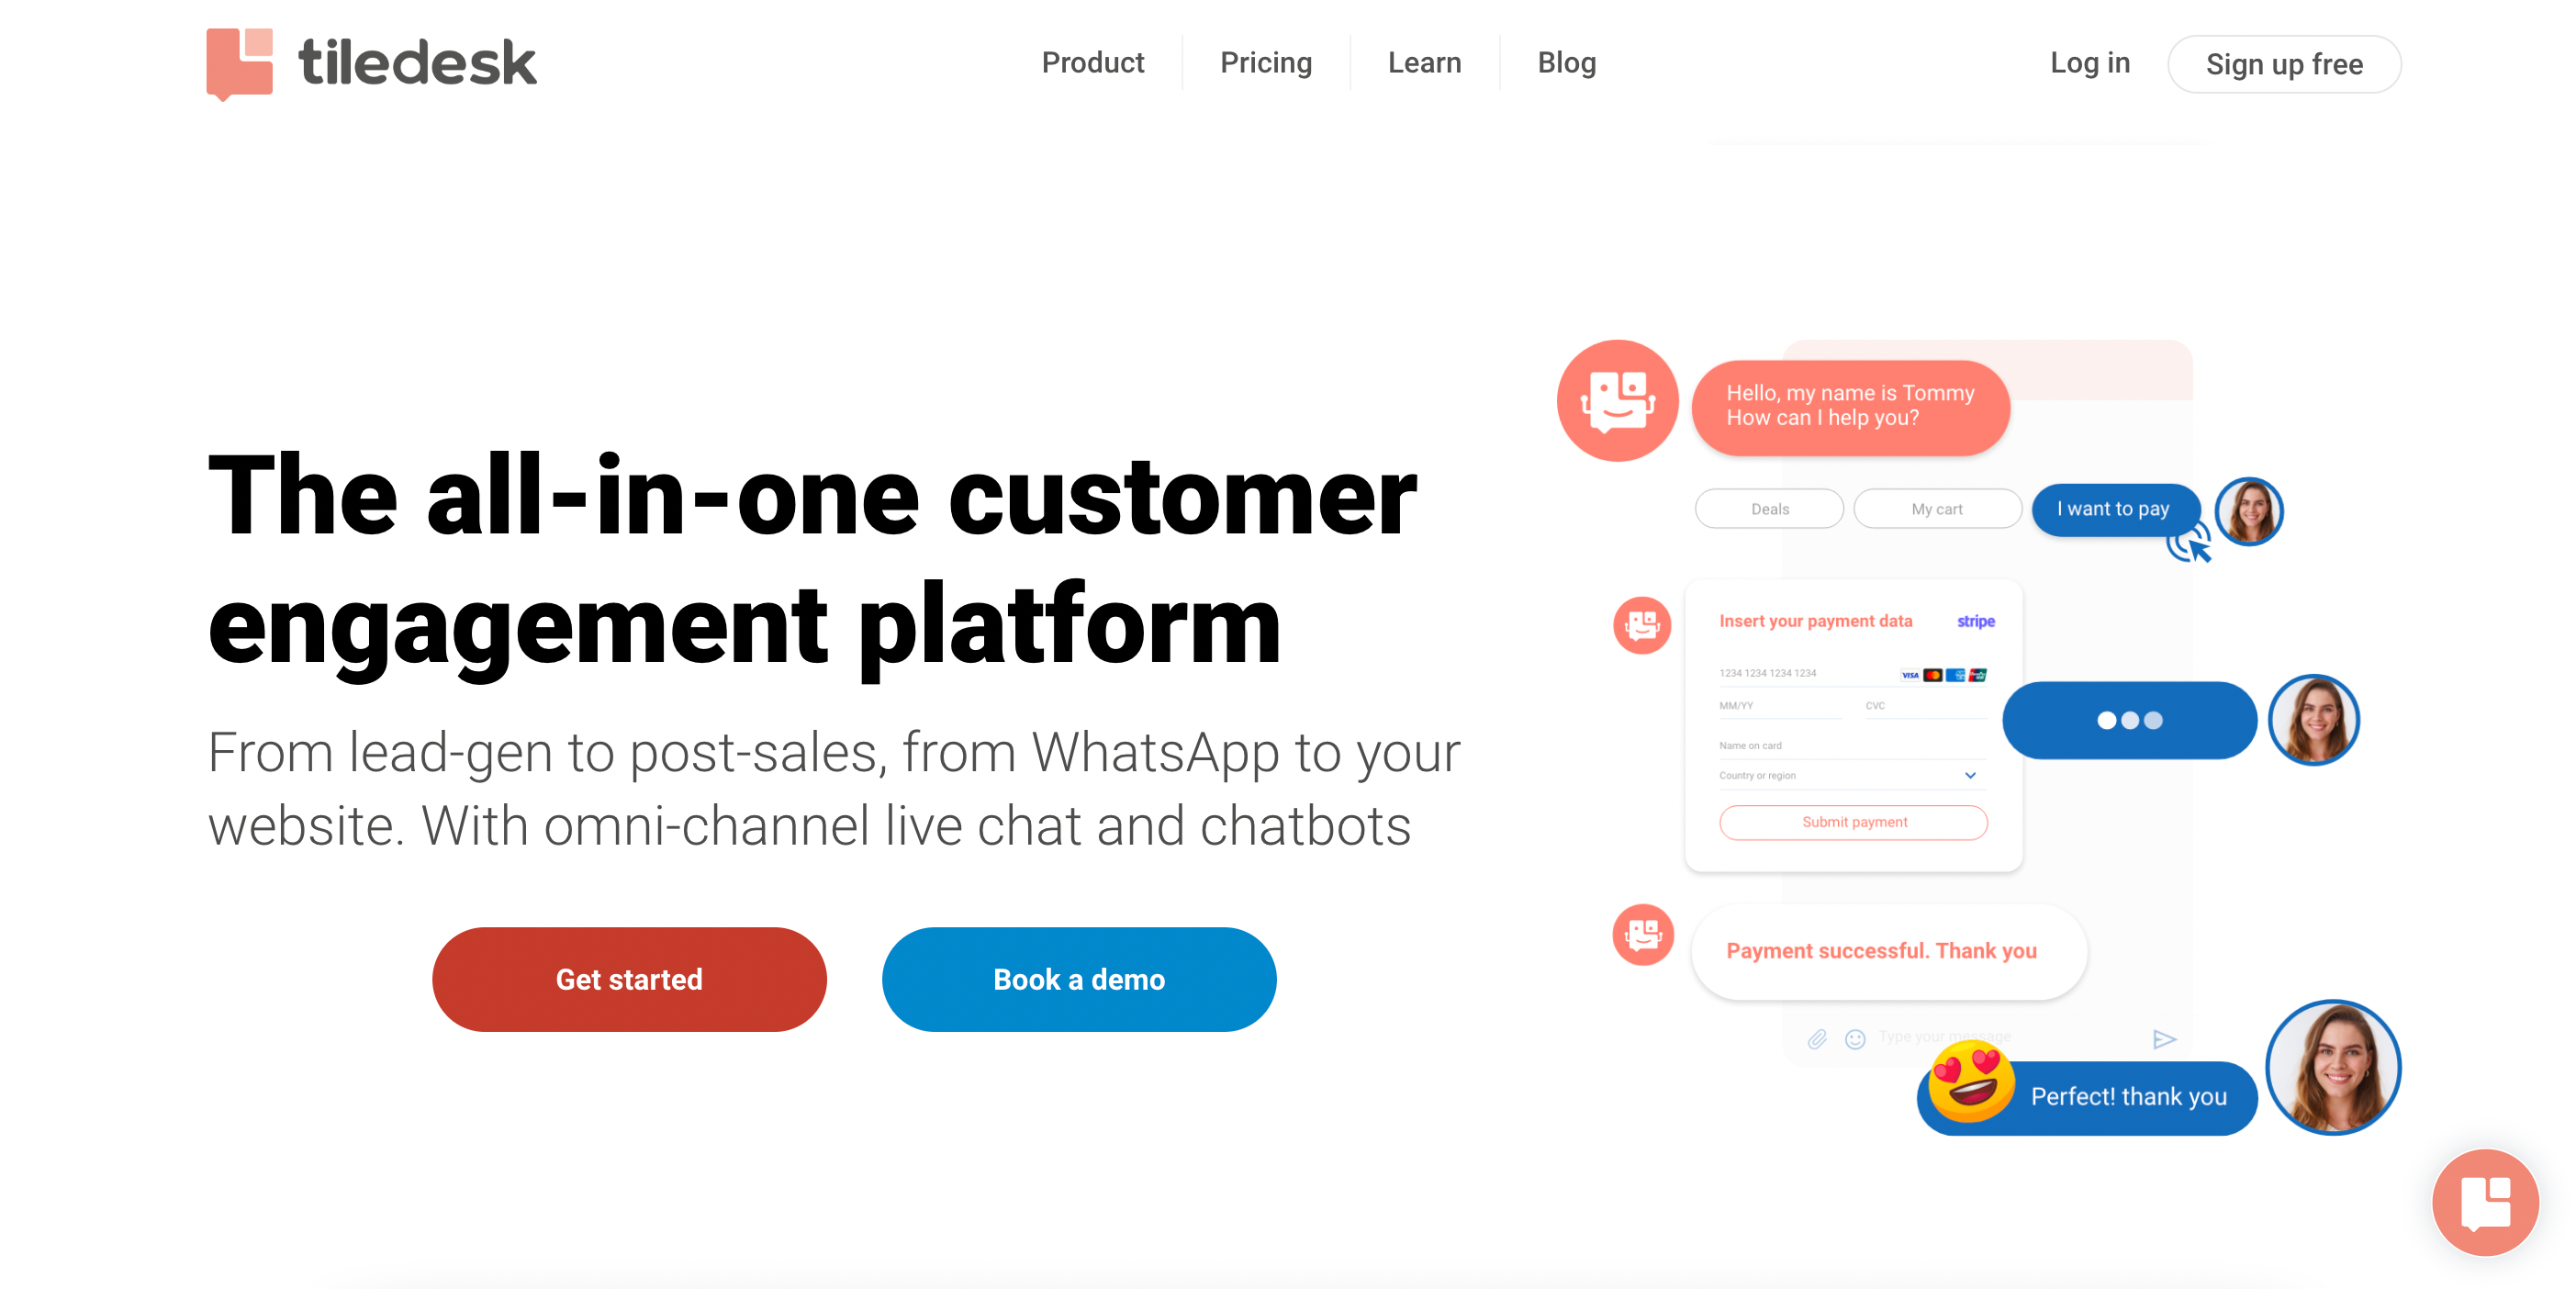 tiledesk
Product
Pricing
Learn
Blog
Log in
Sign up free
The all-in-one customer
engagement platform
From lead-gen to post-sales, from WhatsApp to your
website. With omni-channel live chat and chatbots
Get started
Book a demo
Hello, my name is Tommy
How can I help you?
Deals
My cart
I want to pay
Insert your payment data
stripe
1234 1234 1234 1234
VISA
MM/YY
CVC
Name on card
Country or region
Submit payment
Payment successful. Thank you
Type your message
Perfect! thank you